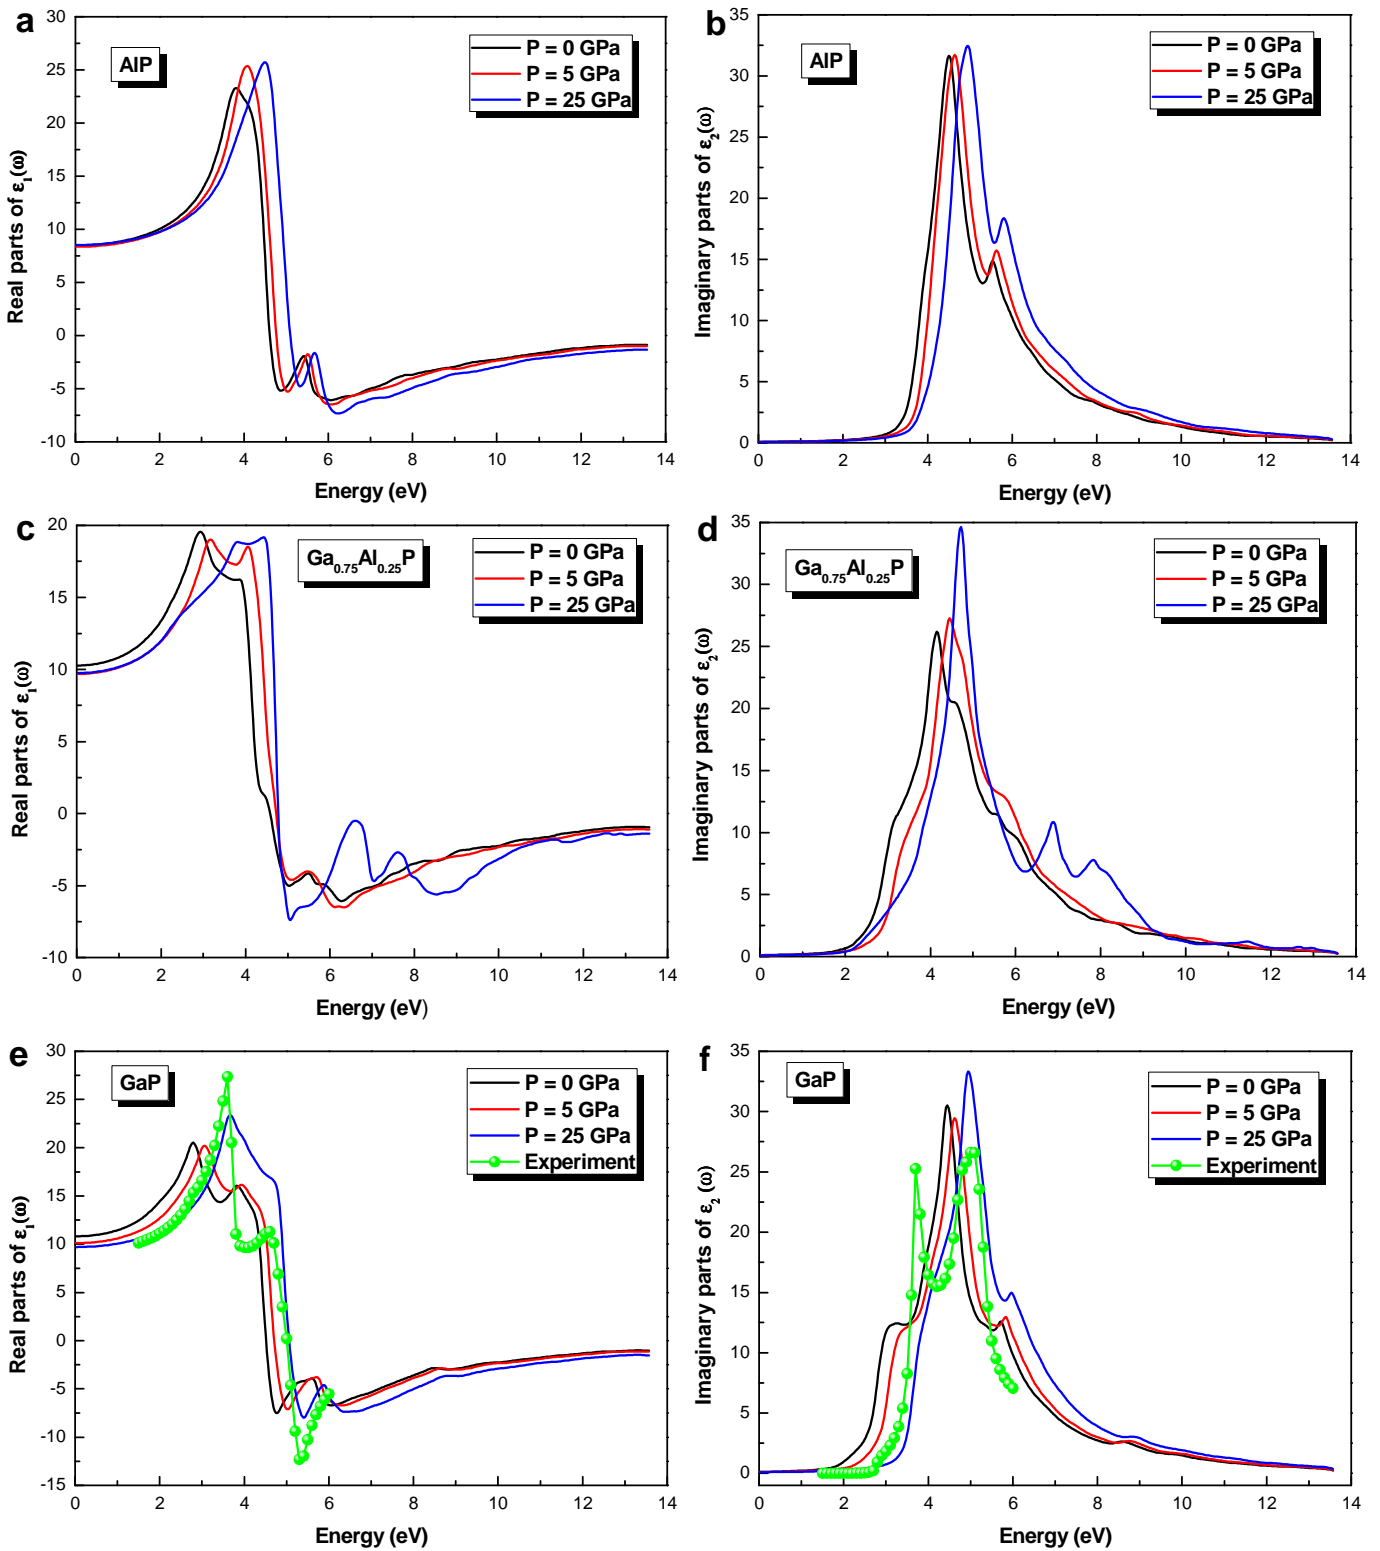 a
AlP
P = 0 GPa
P = 5 GPa
P = 25 GPa
Real parts of ε1(ω)
30
25
20
15
10
5
0
-5
-10
0 2 4 6 8 10 12 14
Energy (eV)
b
AlP
P = 0 GPa
P = 5 GPa
P = 25 GPa
Imaginary parts of ε2(ω)
35
30
25
20
15
10
5
0
0 2 4 6 8 10 12 14
Energy (eV)
c
Ga0.75Al0.25P
P = 0 GPa
P = 5 GPa
P = 25 GPa
Real parts of ε1(ω)
20
15
10
5
0
-5
-10
0 2 4 6 8 10 12 14
Energy (eV)
d
Ga0.75Al0.25P
P = 0 GPa
P = 5 GPa
P = 25 GPa
Imaginary parts of ε2(ω)
35
30
25
20
15
10
5
0
0 2 4 6 8 10 12 14
Energy (eV)
e
GaP
P = 0 GPa
P = 5 GPa
P = 25 GPa
Experiment
Real parts of ε1(ω)
30
25
20
15
10
5
0
-5
-10
-15
0 2 4 6 8 10 12 14
Energy (eV)
f
GaP
P = 0 GPa
P = 5 GPa
P = 25 GPa
Experiment
Imaginary parts of ε2 (ω)
35
30
25
20
15
10
5
0
0 2 4 6 8 10 12 14
Energy (eV)